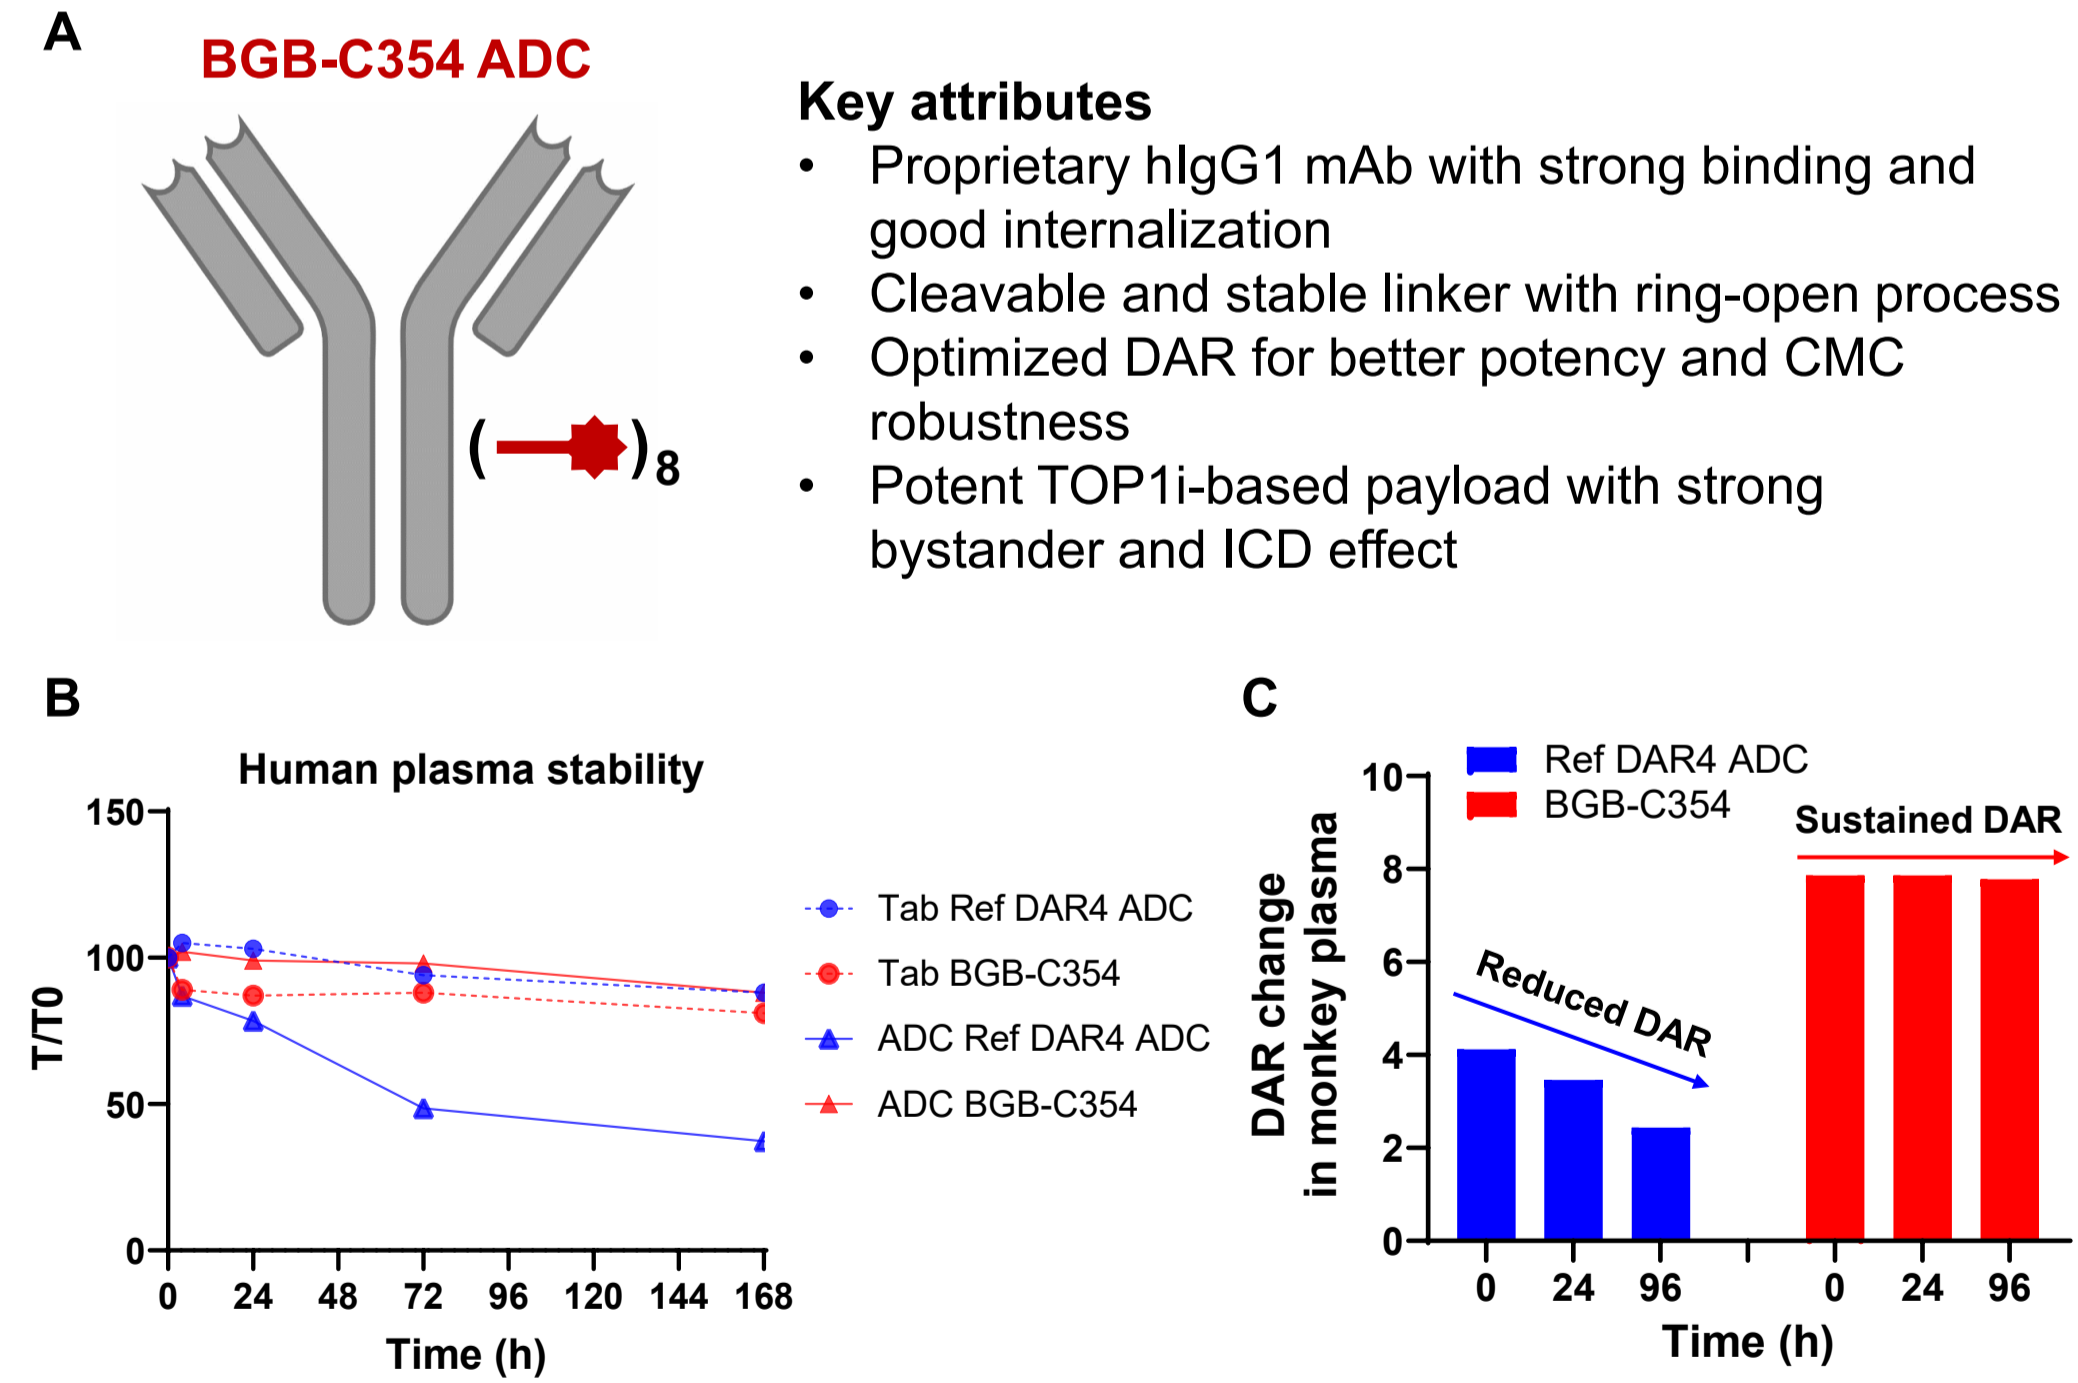 A
BGB-C354 ADC
( )8
Key attributes
• Proprietary hIgG1 mAb with strong binding and
good internalization
• Cleavable and stable linker with ring-open process
• Optimized DAR for better potency and CMC
robustness
• Potent TOP1i-based payload with strong
bystander and ICD effect
B
Human plasma stability
T/T0
150
100
50
0
0 24 48 72 96 120 144 168
Time (h)
Tab Ref DAR4 ADC
Tab BGB-C354
ADC Ref DAR4 ADC
ADC BGB-C354
C
Ref DAR4 ADC
BGB-C354
DAR change
in monkey plasma
10
8
6
4
2
0
Reduced DAR
Sustained DAR
0 24 96 0 24 96
Time (h)